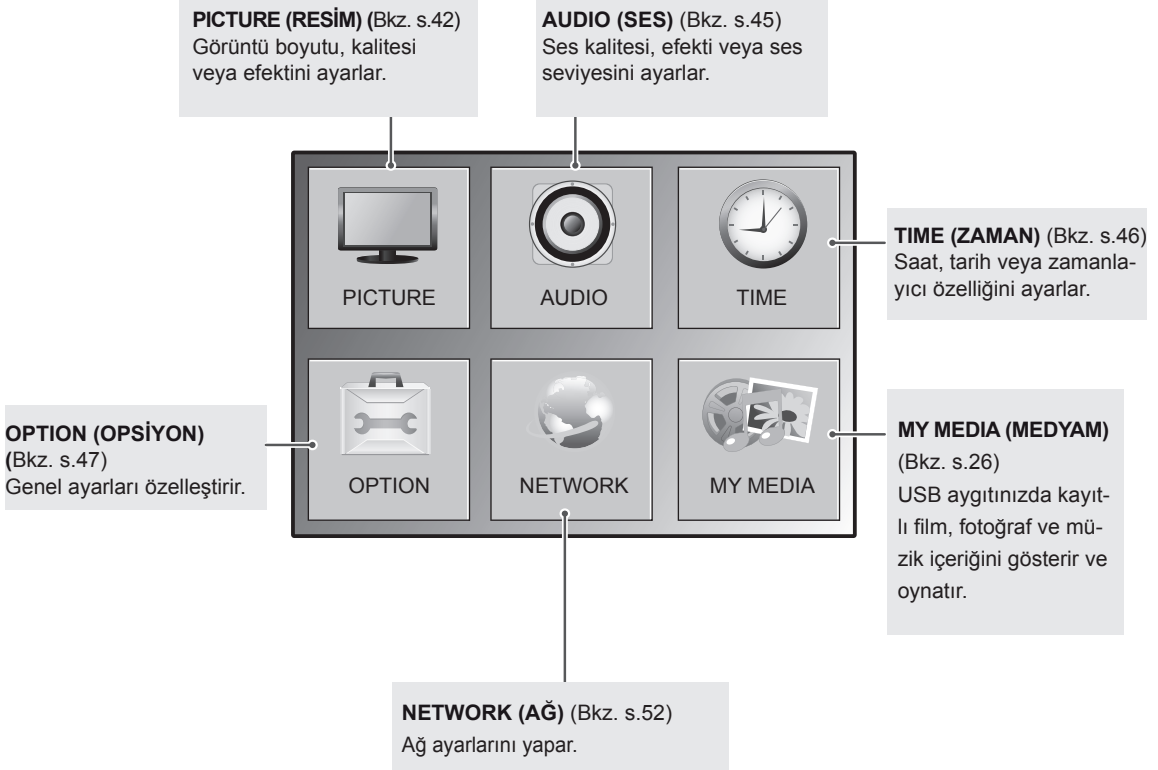 PICTURE (RESİM) (Bkz. s.42)
Görüntü boyutu, kalitesi
veya efektini ayarlar.
AUDIO (SES) (Bkz. s.45)
Ses kalitesi, efekti veya ses
seviyesini ayarlar.
PICTURE
AUDIO
TIME
TIME (ZAMAN) (Bkz. s.46)
Saat, tarih veya zamanla-
yıcı özelliğini ayarlar.
OPTION (OPSİYON)
(Bkz. s.47)
Genel ayarları özelleştirir.
OPTION
NETWORK
MY MEDIA
MY MEDIA (MEDYAM)
(Bkz. s.26)
USB aygıtınızda kayıt-
lı film, fotoğraf ve mü-
zik içeriğini gösterir ve
oynatır.
NETWORK (AĞ) (Bkz. s.52)
Ağ ayarlarını yapar.